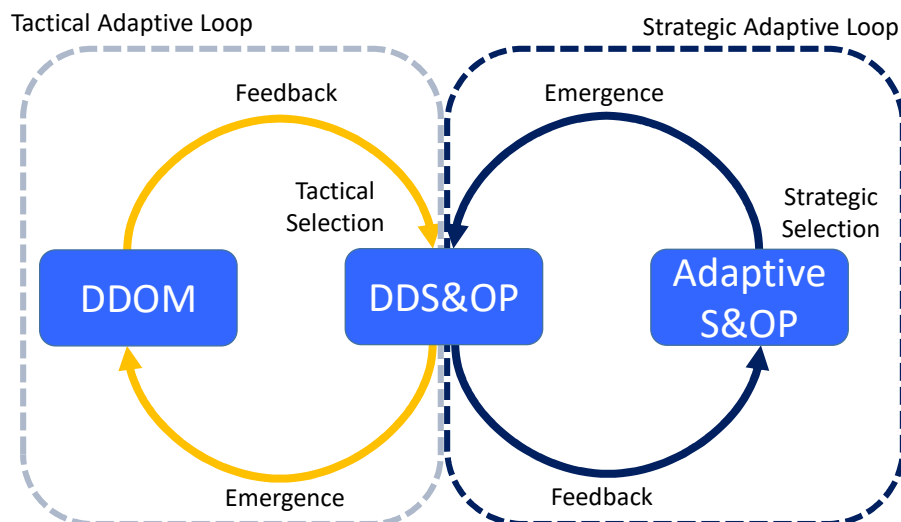 Tactical Adaptive Loop
Strategic Adaptive Loop
Feedback
Emergence
Tactical
Selection
Strategic
Selection
DDOM
DDS&OP
Adaptive
S&OP
Emergence
Feedback